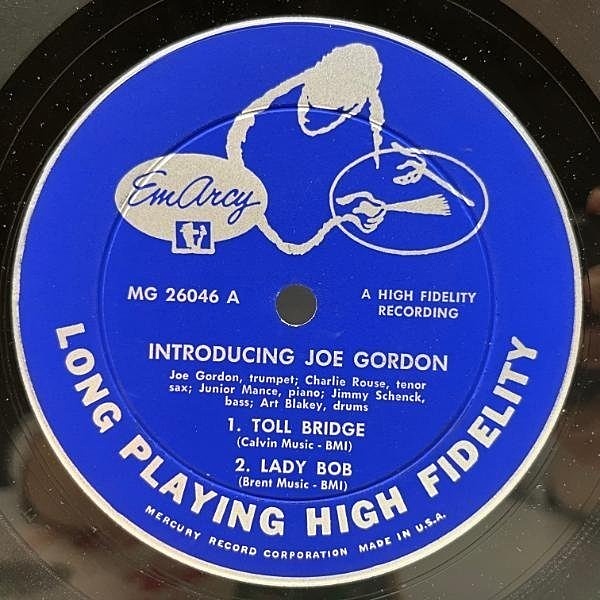 EmArcy
MG 26046 A
A HIGH FIDELITY
RECORDING
INTRODUCING JOE GORDON
Joe Gordon, trumpet; Charlie Rouse, tenor
sax; Junior Mance, piano; Jimmy Schenck,
bass; Art Blakey, drums
1. TOLL BRIDGE
(Calvin Music - BMI)
2. LADY BOB
(Brent Music - BMI)
LONG PLAYING HIGH FIDELITY
MERCURY RECORD CORPORATION MADE IN U.S.A.